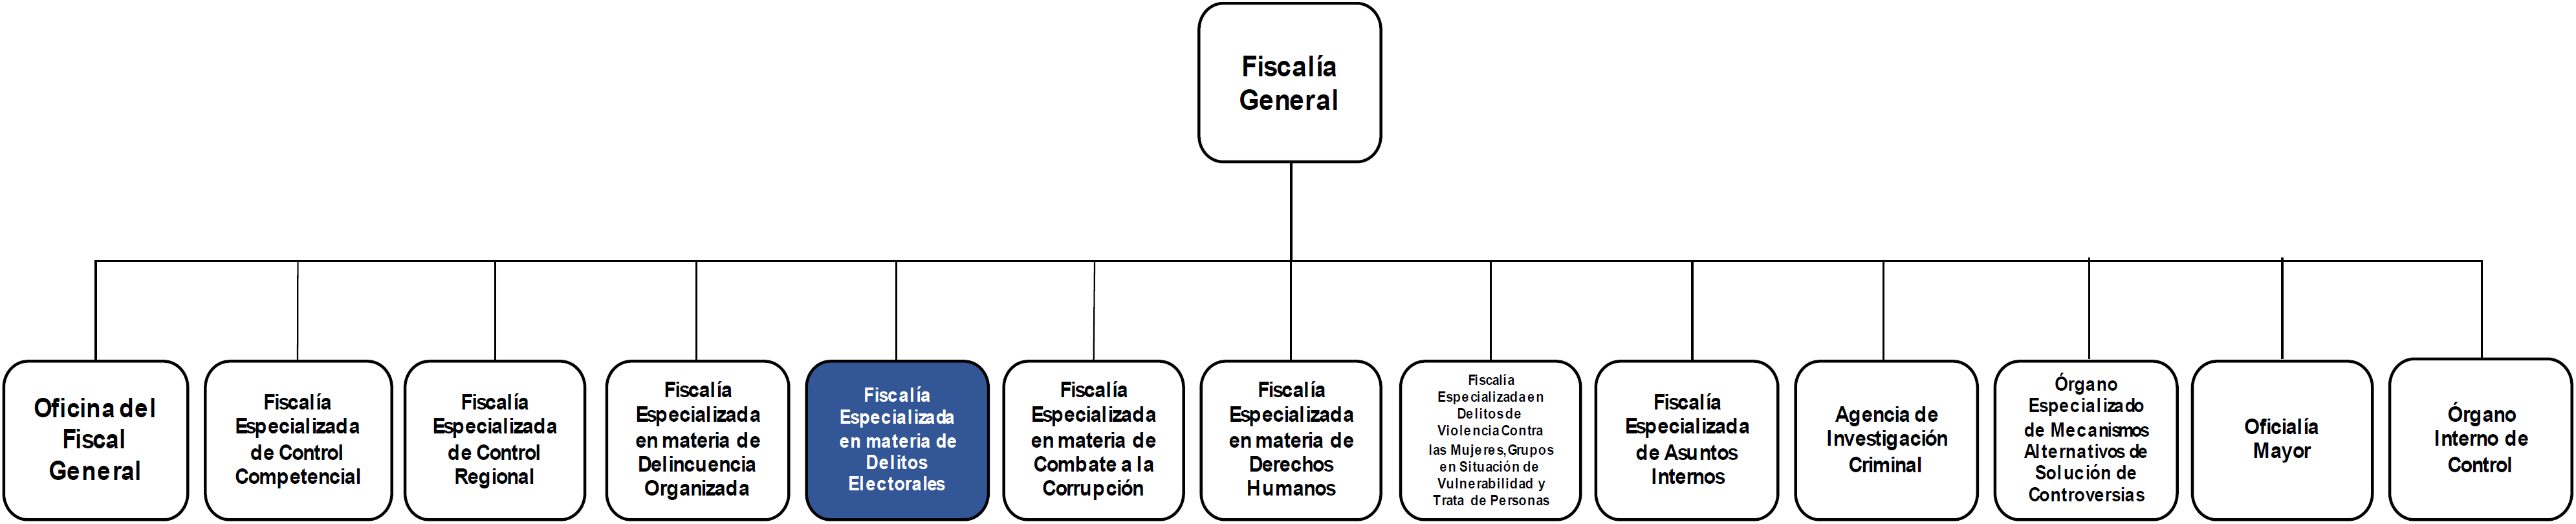 Fiscalía
General
Oficina del
Fiscal
General
Fiscalía
Especializada
de Control
Competencial
Fiscalía
Especializada
de Control
Regional
Fiscalía
Especializada
en materia de
Delincuencia
Organizada
Fiscalía
Especializada
en materia de
Delitos
Electorales
Fiscalía
Especializada
en materia de
Combate a la
Corrupción
Fiscalía
Especializada
en materia de
Derechos
Humanos
Fiscalía
Especializada en
Delitos de
Violencia Contra
las Mujeres, Grupos
en Situación de
Vulnerabilidad y
Trata de Personas
Fiscalía
Especializada
de Asuntos
Internos
Agencia de
Investigación
Criminal
Órgano
Especializado
de Mecanismos
Alternativos de
Solución de
Controversias
Oficialía
Mayor
Órgano
Interno de
Control